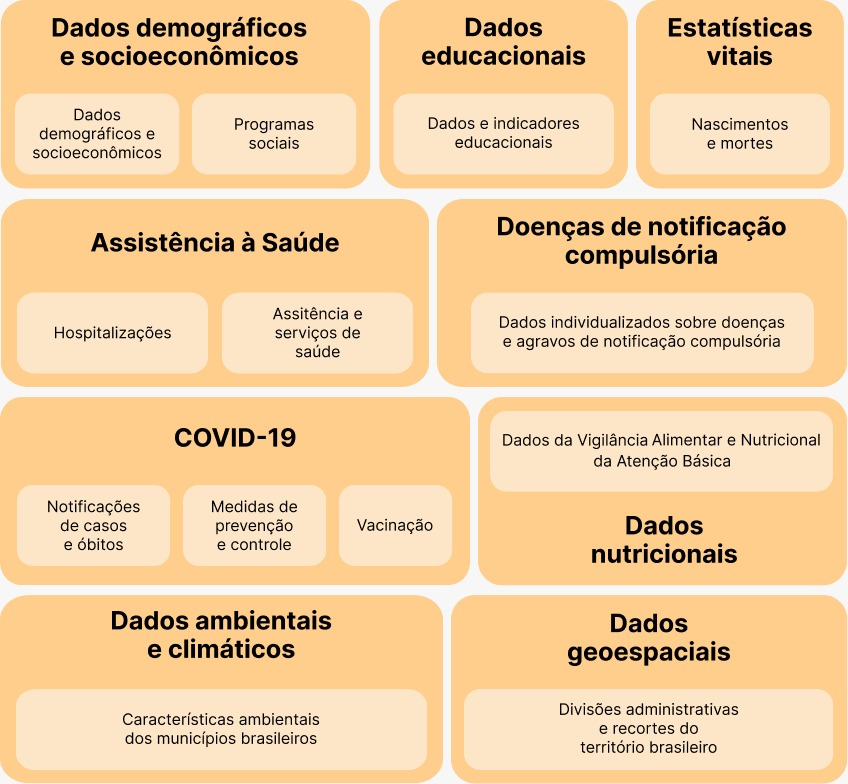 Dados demográficos
e socioeconômicos
Dados
demográficos e
socioeconômicos
Programas
sociais
Dados
educacionais
Dados e indicadores
educacionais
Estatísticas
vitais
Nascimentos
e mortes
Assistência à Saúde
Hospitalizações
Assitência e
serviços de
saúde
Doenças de notificação
compulsória
Dados individualizados sobre doenças
e agravos de notificação compulsória
COVID-19
Notificações
de casos
e óbitos
Medidas de
prevenção
e controle
Vacinação
Dados da Vigilância Alimentar e Nutricional
da Atenção Básica
Dados
nutricionais
Dados ambientais
e climáticos
Características ambientais
dos municípios brasileiros
Dados
geoespaciais
Divisões administrativas
e recortes do
território brasileiro